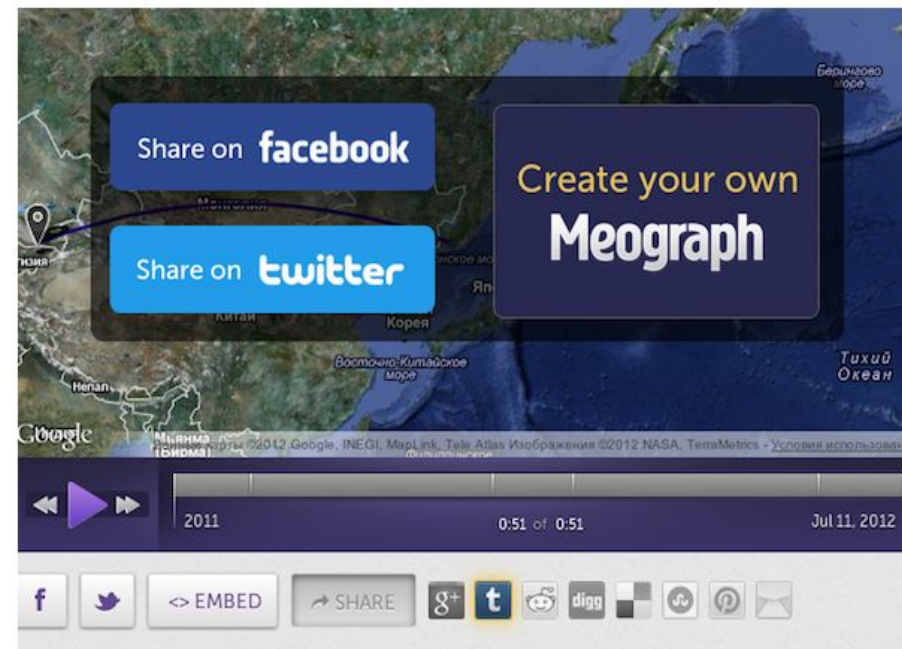 Берингово
море
Share on facebook
Create your own
Meograph
Монголия
Share on twitter
Китай
Корея
Восточно-Китайское
море
Тихий
Океан
Непал
Google
Мьянма
(Бирма)
карты ©2012 Google, INEGI, MapLink, Tele Atlas Изображения ©2012 NASA, TerraMetrics - Условия
2011
0:51 of 0:51
Jul 11, 2012
f
<> EMBED
SHARE
g+
t
digg